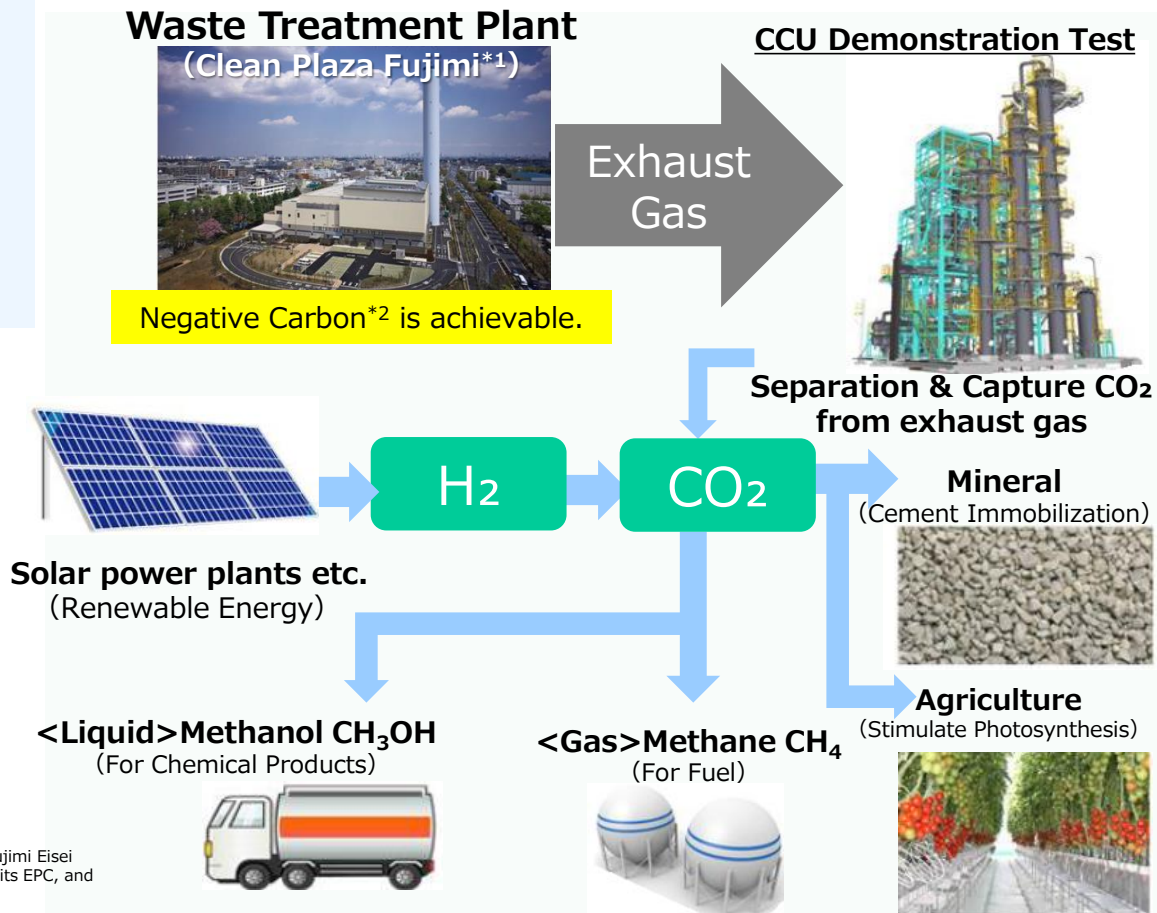 Waste Treatment Plant
（Clean Plaza Fujimi*1）
CCU Demonstration Test
Exhaust
Gas
Negative Carbon*2 is achievable.
Separation & Capture CO₂
from exhaust gas
H₂
CO₂
Mineral
（Cement Immobilization）
Solar power plants etc.
（Renewable Energy）
Agriculture
（Stimulate Photosynthesis）
<Liquid>Methanol CH₃OH
（For Chemical Products）
<Gas>Methane CH₄
（For Fuel）
ujimi Eisei
its EPC, and